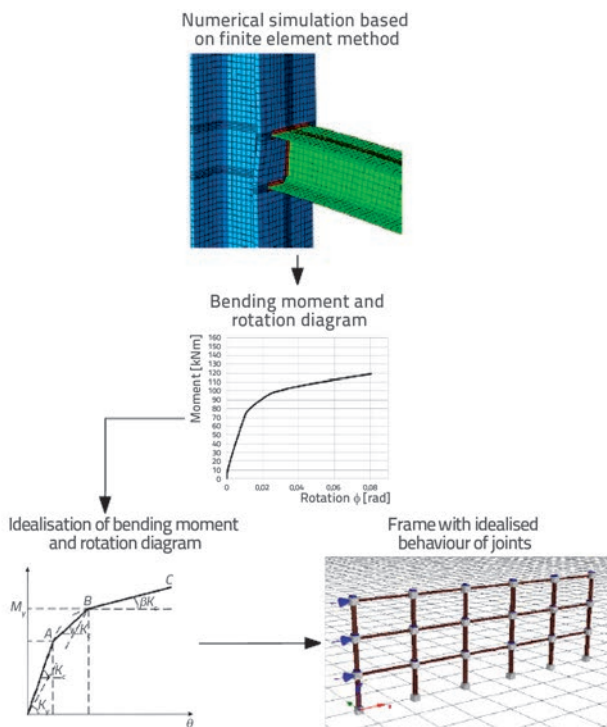 Numerical simulation based
on finite element method
Bending moment and
rotation diagram
Moment [kNm]
160
150
140
130
120
110
100
90
80
70
60
50
40
30
20
10
0
0 0,02 0,04 0,06 0,08
Rotation ϕ [rad]
Idealisation of bending moment
and rotation diagram
Frame with idealised
behaviour of joints
C
B
βK
M
A
K
K
K
θ